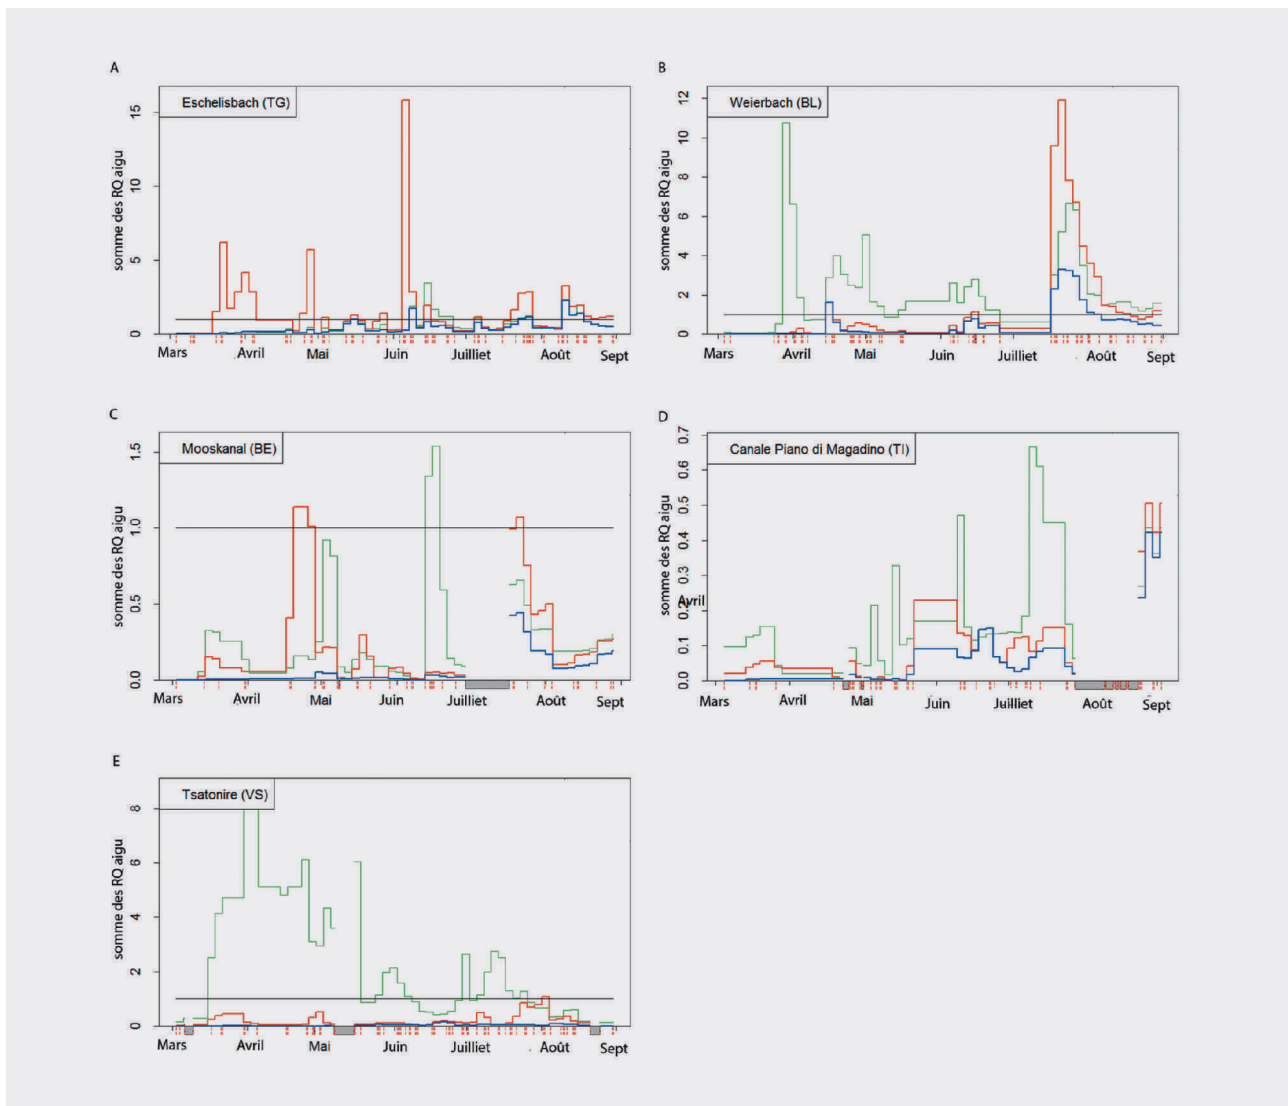 A
Eschelisbach (TG)
somme des RQ aigu
15
10
5
0
Mars Avril Mai Juin Juilliet Août Sept
B
Weierbach (BL)
somme des RQ aigu
12
10
8
6
4
2
0
Mars Avril Mai Juin Juilliet Août Sept
C
Mooskanal (BE)
somme des RQ aigu
1.5
1.0
0.5
0.0
Mars Avril Mai Juin Juilliet Août Sept
D
Canale Piano di Magadino (TI)
somme des RQ aigu
0.7
0.6
0.5
0.4
0.3
Avril
0.2
0.1
0.0
Mars Avril Mai Juin Juilliet Août Sept
E
Tsatonire (VS)
somme des RQ aigu
8
6
4
2
0
Mars Avril Mai Juin Juilliet Août Sept